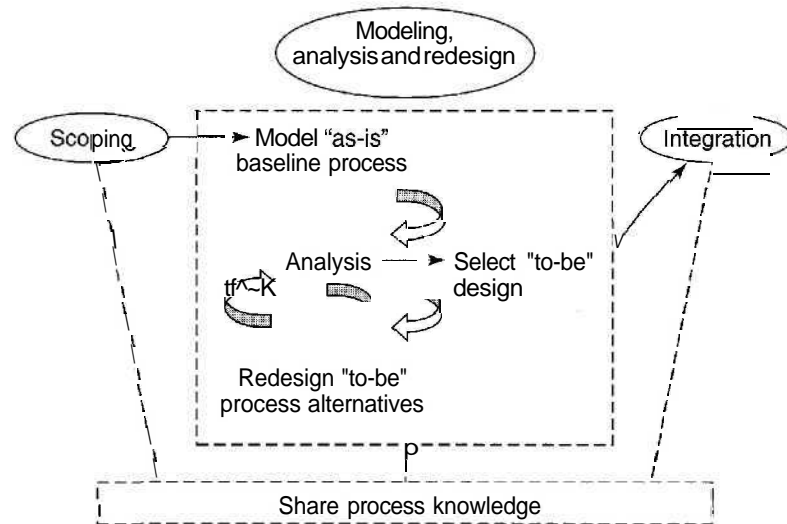 Modeling,
analysis and redesign
Scoping
Model "as-is"
baseline process
Integration
Analysis
Select "to-be"
design
tf^-K
Redesign "to-be"
process alternatives
p
Share process knowledge